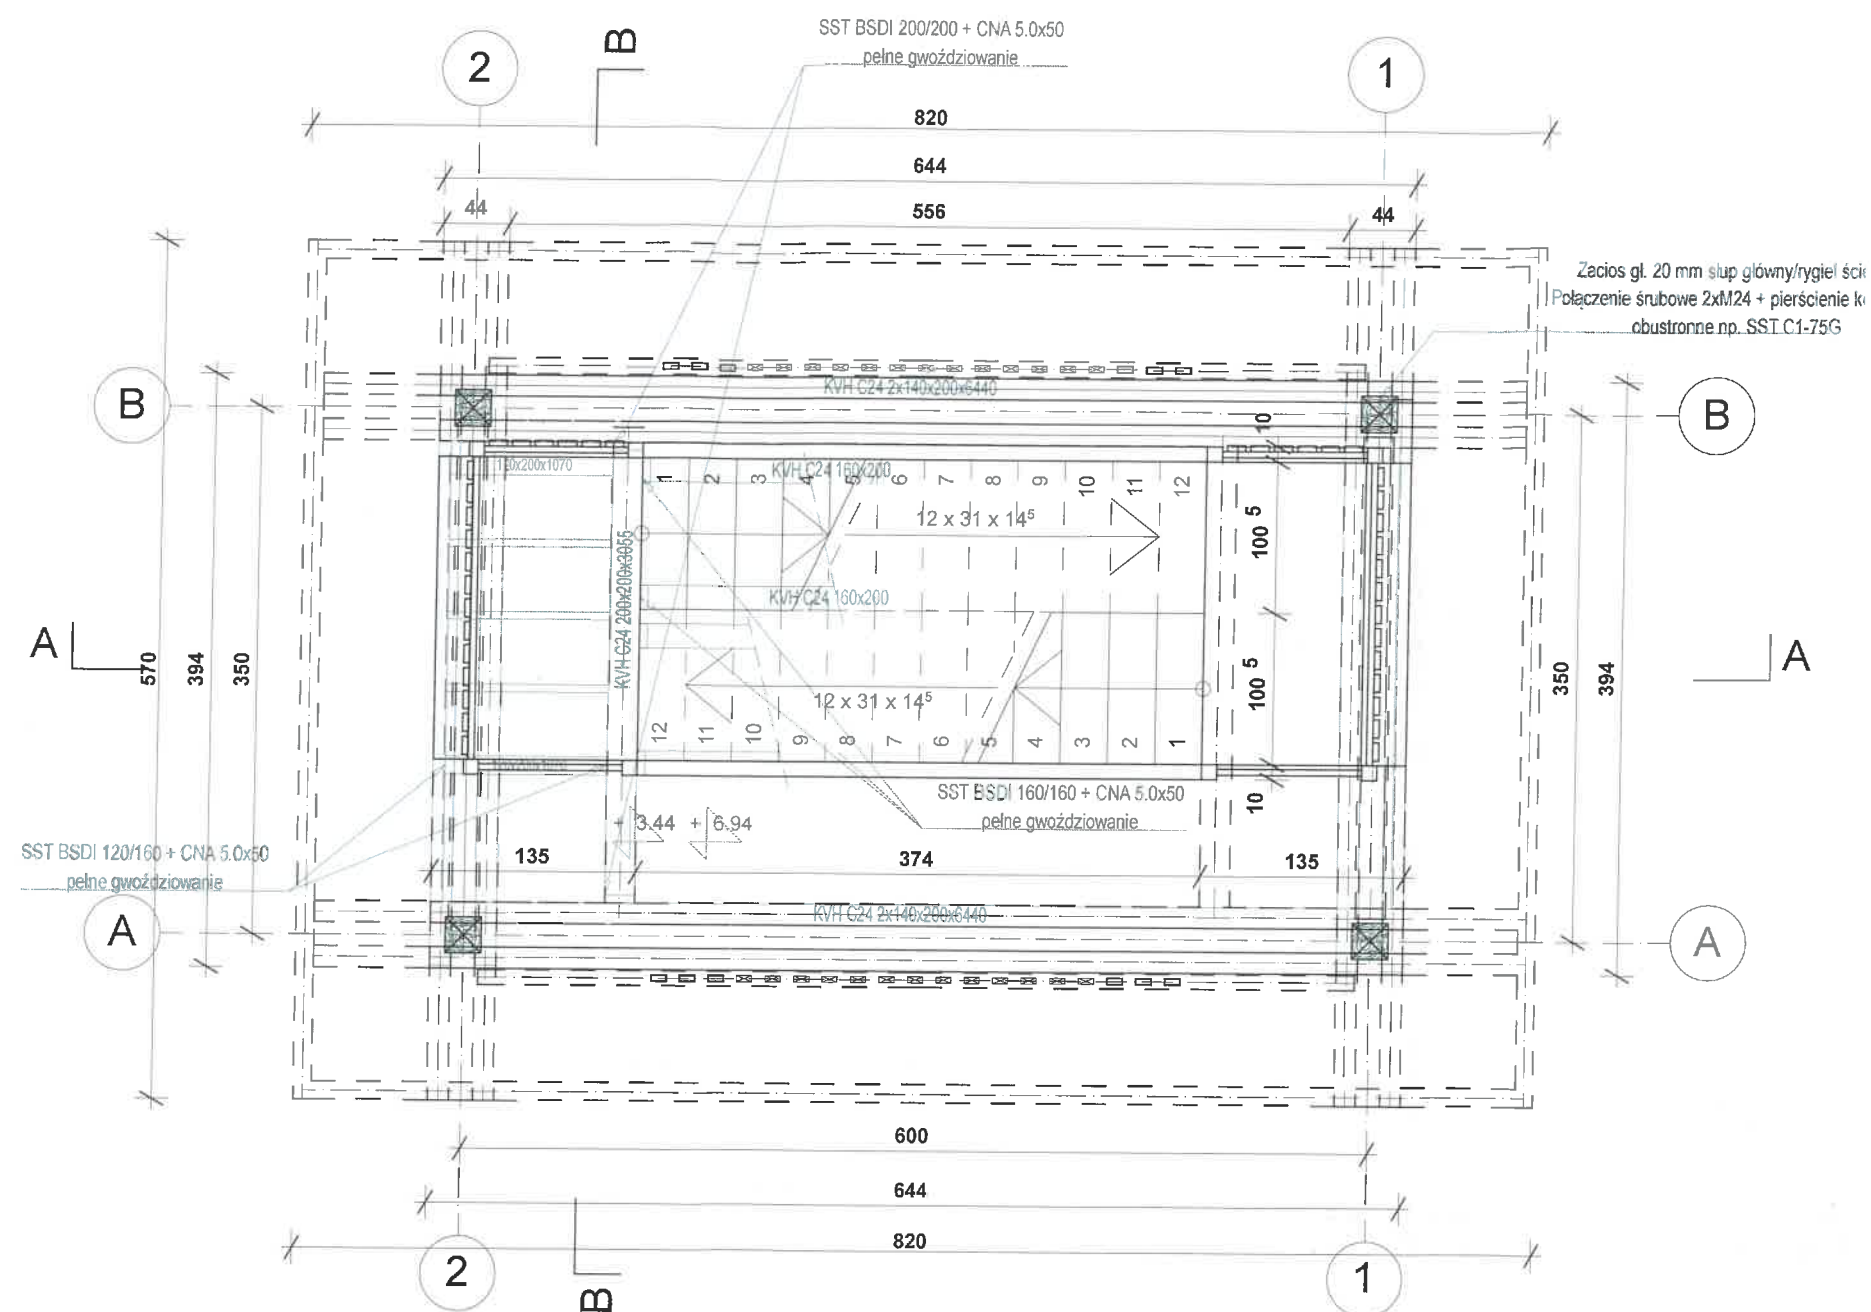 SST BSDI 200/200 + CNA 5.0x50
pełne gwoździowanie
B
2
1
820
644
44
556
44
Zacios gł. 20 mm słup główny/rygiel
Połączenie śrubowe 2xM24 + pierścienie
obustronne np. SST C1-75G
KVH C24 2x140x200x6440
B
B
10
KVH C24 160x200
1 2 3 4 5 6 7 8 9 10 11 12
12 x 31 x 14⁵
100 5
KVH C24 200x200x3055
KVH C24 160x200
A
570
394
350
350
394
A
100 5
12 x 31 x 14⁵
12 11 10 9 8 7 6 5 4 3 2 1
SST BSDI 160/160 + CNA 5.0x50
pełne gwoździowanie
10
+ 3.44 + 6.94
SST BSDI 120/160 + CNA 5.0x50
pełne gwoździowanie
135
374
135
KVH C24 2x140x200x6440
A
A
600
644
820
2
1
B